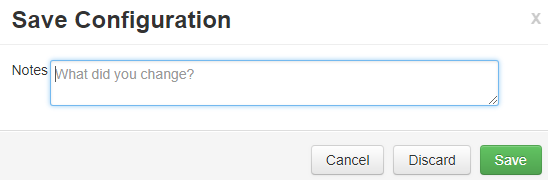 Save Configuration x
Notes What did you change?
Cancel Discard Save